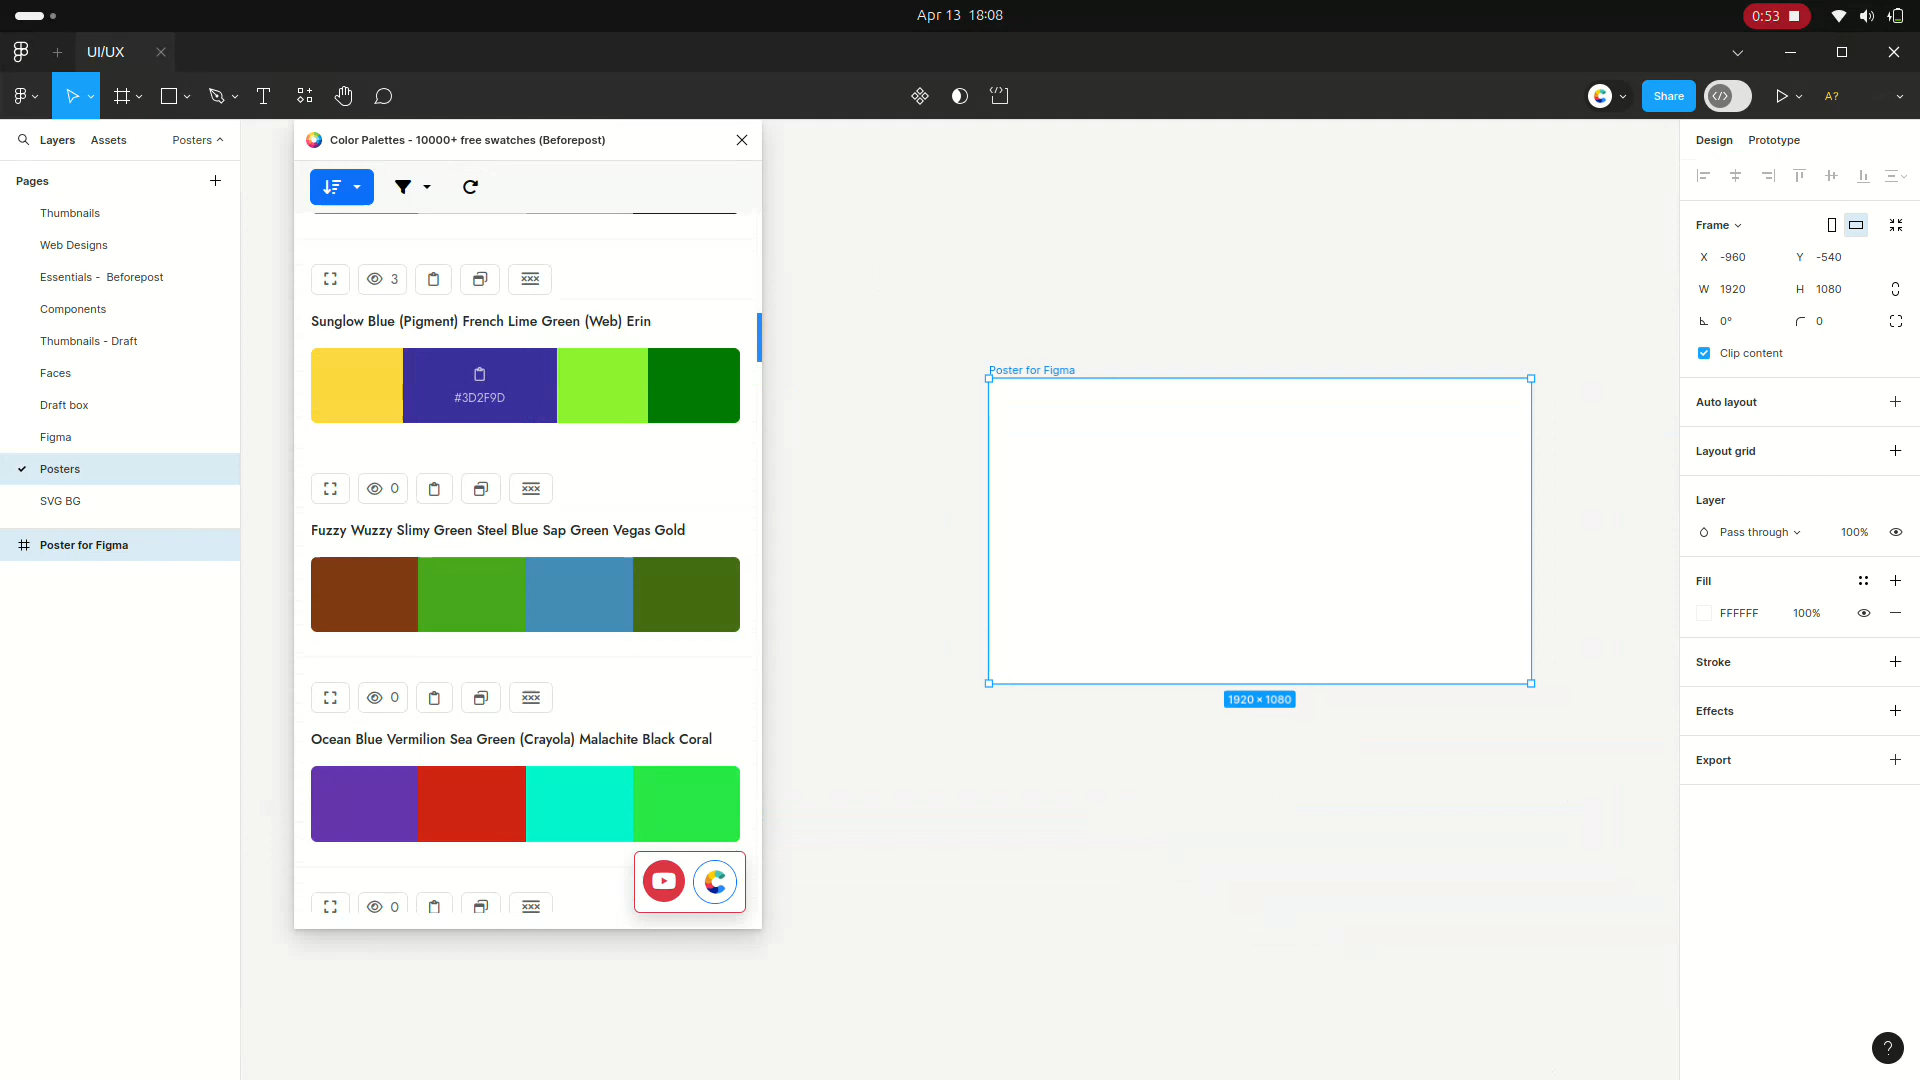 Apr 13 18:08
0:53
UI/UX
Share
A?
Layers
Assets
Posters
Pages
Thumbnails
Web Designs
Essentials - Beforepost
Components
Thumbnails - Draft
Faces
Draft box
Figma
Posters
SVG BG
Poster for Figma
Color Palettes - 10000+ free swatches (Beforepost)
3
Sunglow Blue (Pigment) French Lime Green (Web) Erin
#3D2F9D
0
Fuzzy Wuzzy Slimy Green Steel Blue Sap Green Vegas Gold
0
Ocean Blue Vermilion Sea Green (Crayola) Malachite Black Coral
0
Poster for Figma
1920 × 1080
Design
Prototype
Frame
X -960 Y -540
W 1920 H 1080
0° 0
Clip content
Auto layout
Layout grid
Layer
Pass through 100%
Fill
FFFFFF 100%
Stroke
Effects
Export
?